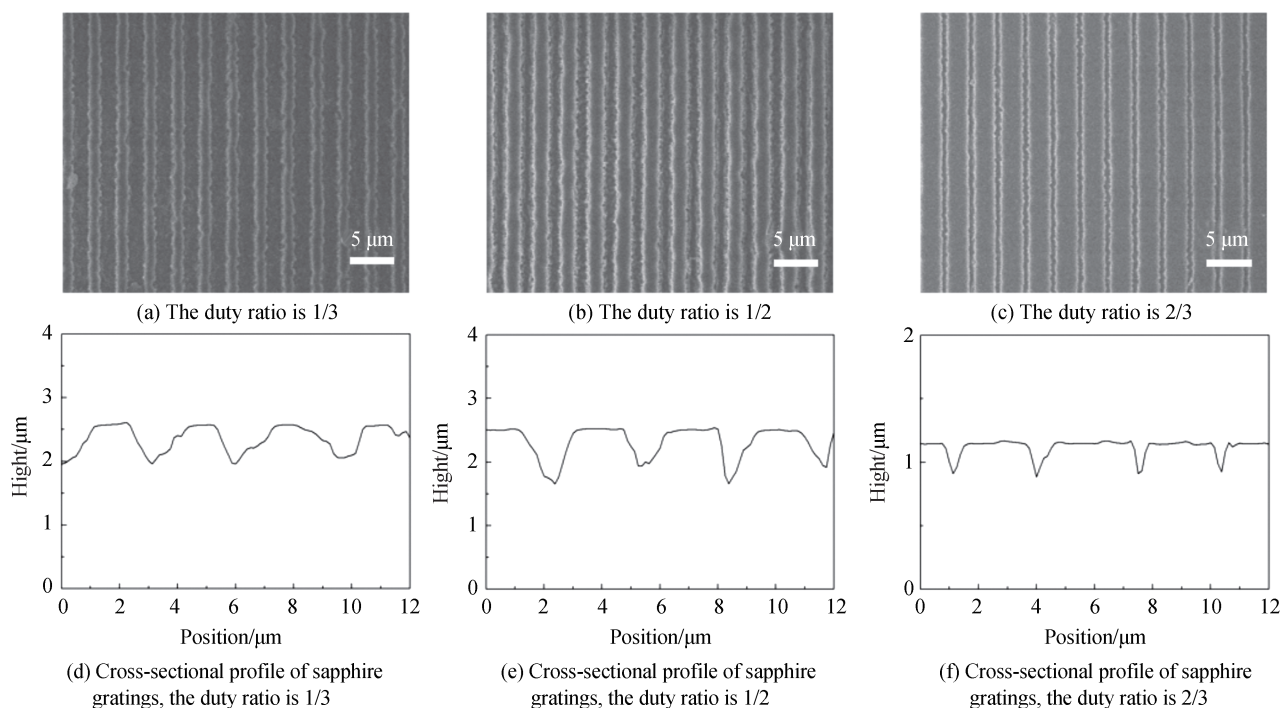 5 μm
5 μm
5 μm
(a) The duty ratio is 1/3
(b) The duty ratio is 1/2
(c) The duty ratio is 2/3
4
3
2
1
0
Hight/μm
0 2 4 6 8 10 12
Position/μm
4
3
2
1
0
Hight/μm
0 2 4 6 8 10 12
Position/μm
2
1
0
Hight/μm
0 2 4 6 8 10 12
Position/μm
(d) Cross-sectional profile of sapphire
gratings, the duty ratio is 1/3
(e) Cross-sectional profile of sapphire
gratings, the duty ratio is 1/2
(f) Cross-sectional profile of sapphire
gratings, the duty ratio is 2/3